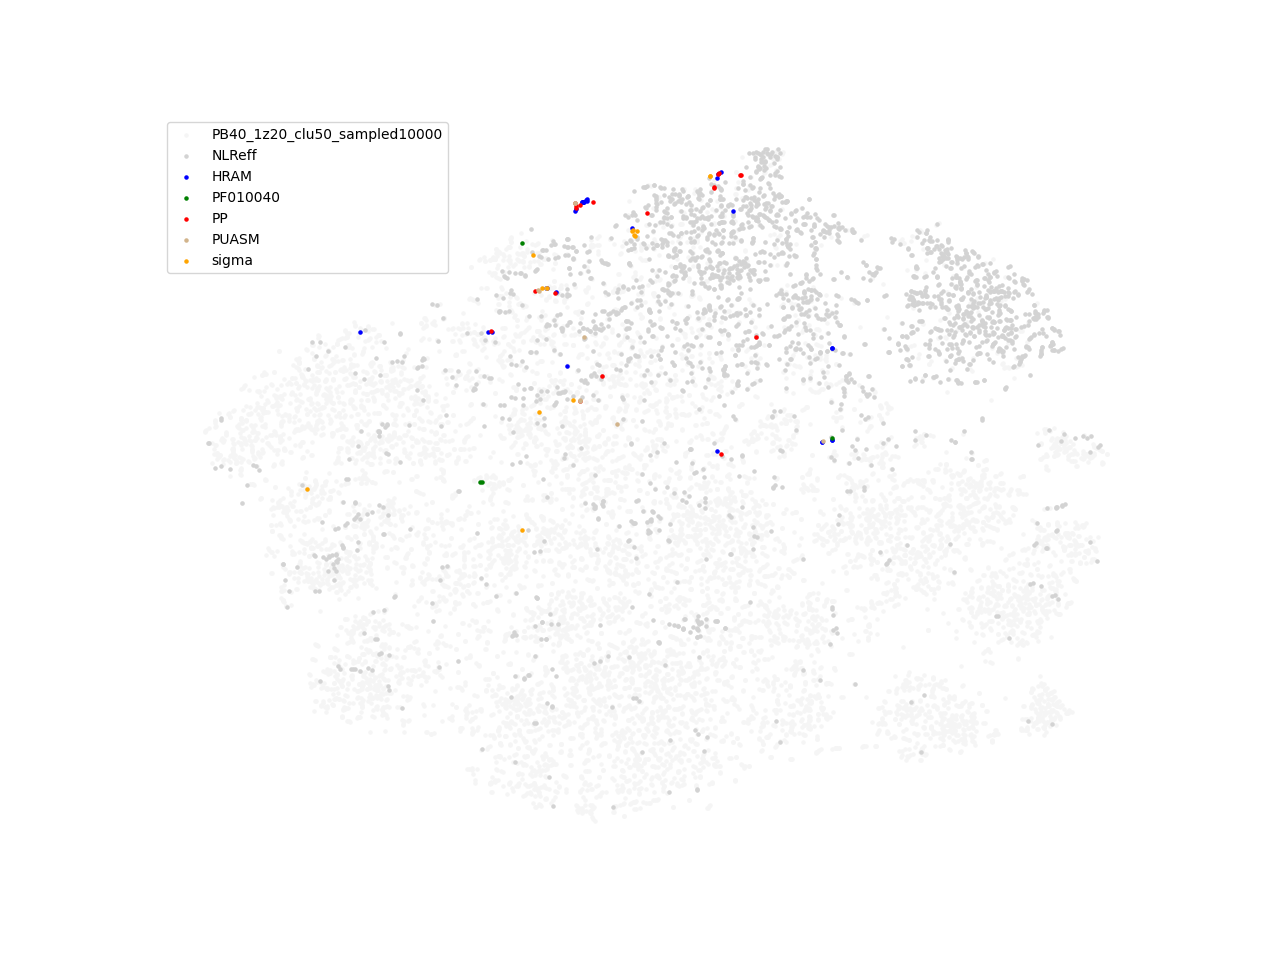 PB40_1z20_clu50_sampled10000
NLReff
HRAM
PF010040
PP
PUASM
sigma